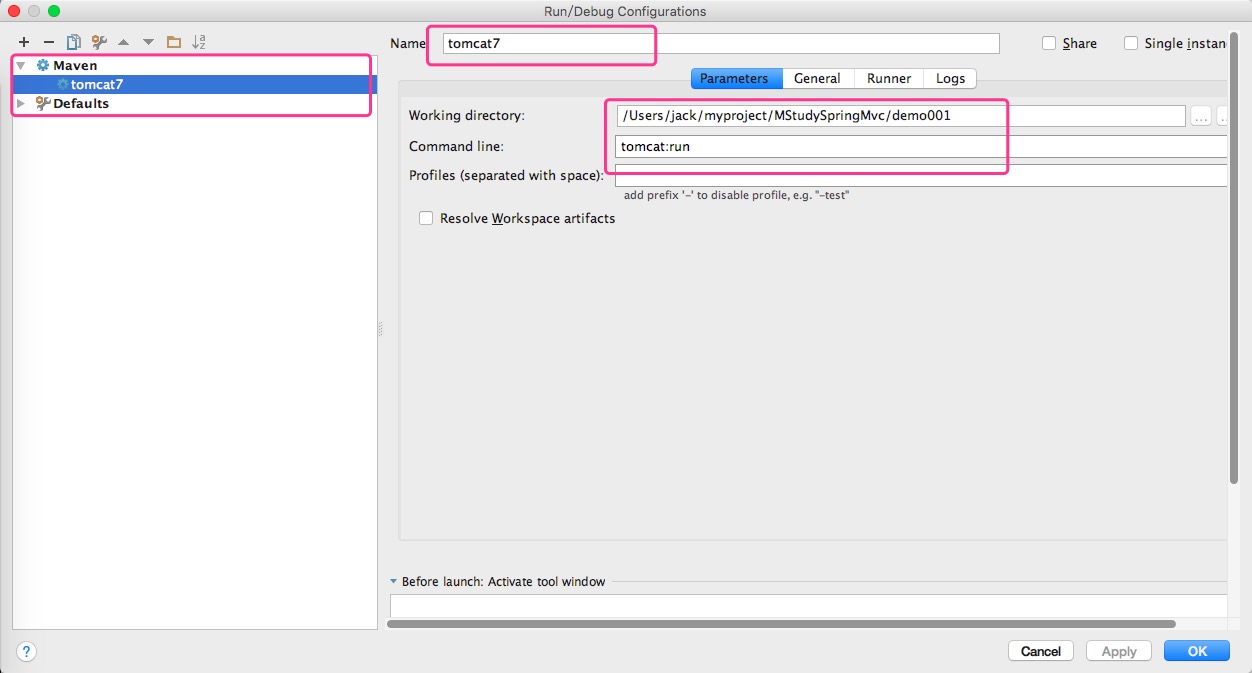 Run/Debug Configurations
Name tomcat7 Share Single instan
Maven
tomcat7
Defaults
Parameters General Runner Logs
Working directory: /Users/jack/myproject/MStudySpringMvc/demo001 ...
Command line: tomcat:run
Profiles (separated with space):
add prefix '-' to disable profile, e.g. "-test"
Resolve Workspace artifacts
Before launch: Activate tool window
? Cancel Apply OK